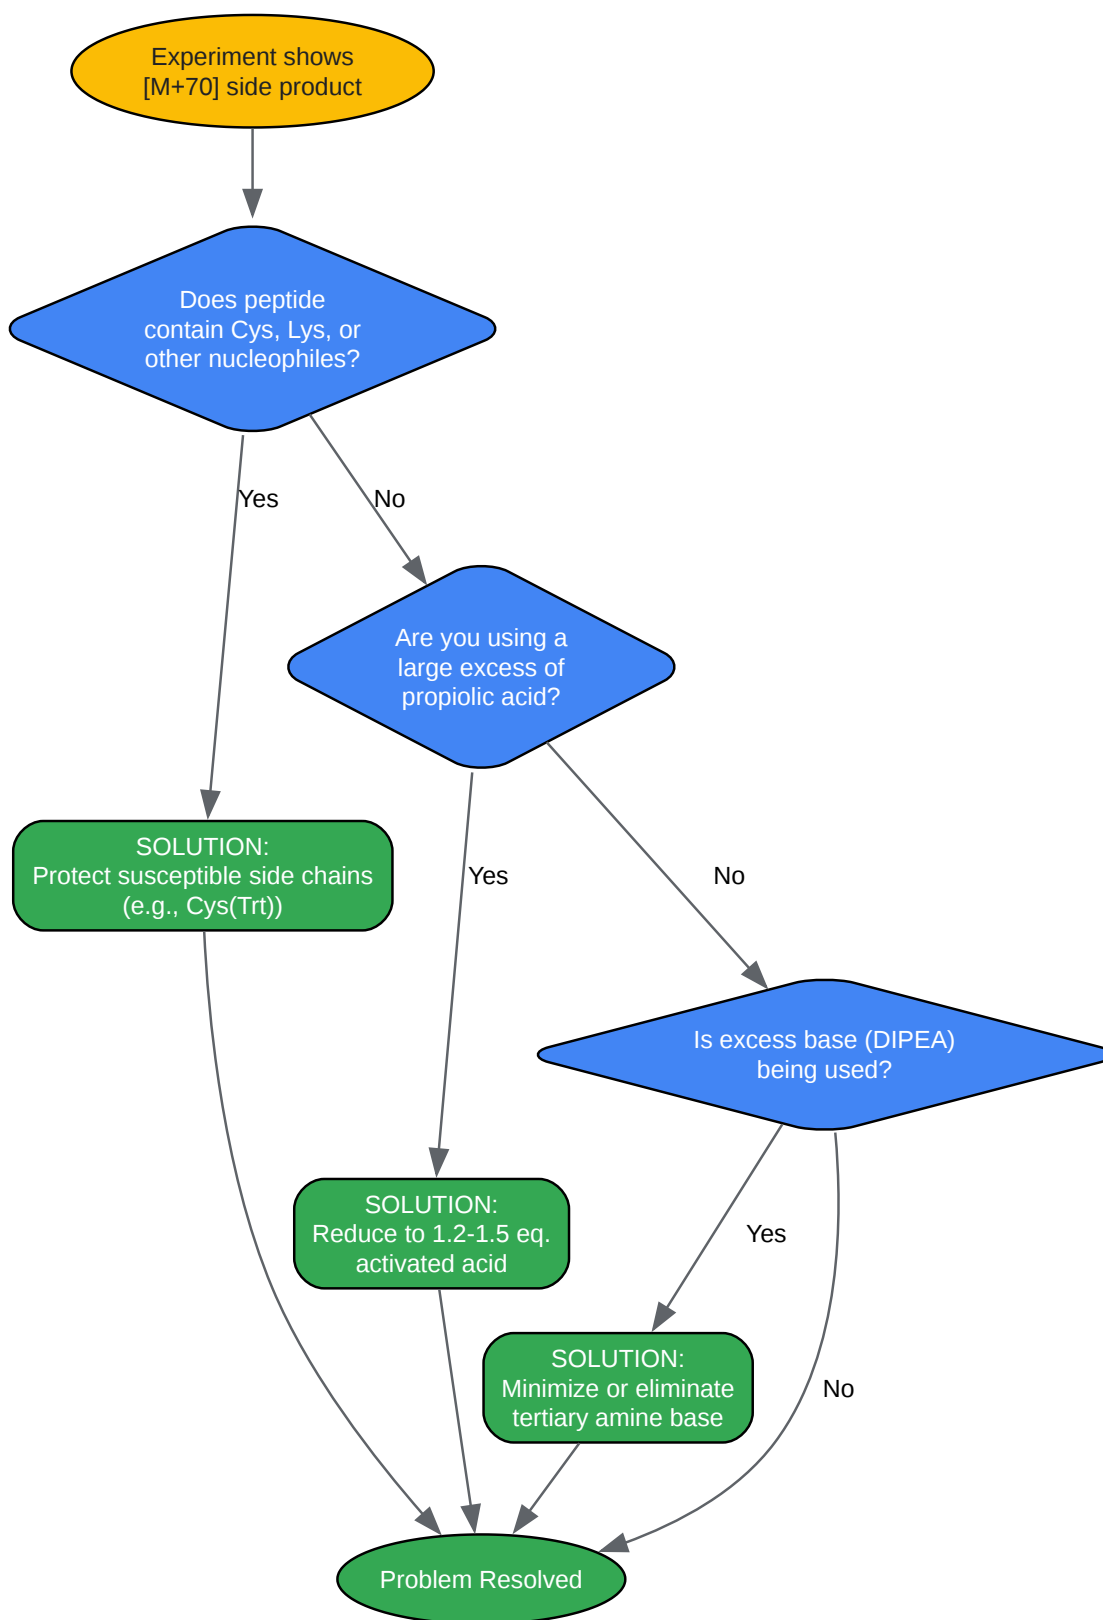 Experiment shows
[M+70] side product
Does peptide
contain Cys, Lys, or
other nucleophiles?
Yes
No
Are you using a
large excess of
propiolic acid?
SOLUTION:
Protect susceptible side chains
(e.g., Cys(Trt))
Yes
No
Is excess base (DIPEA)
being used?
SOLUTION:
Reduce to 1.2-1.5 eq.
activated acid
Yes
SOLUTION:
Minimize or eliminate
tertiary amine base
No
Problem Resolved